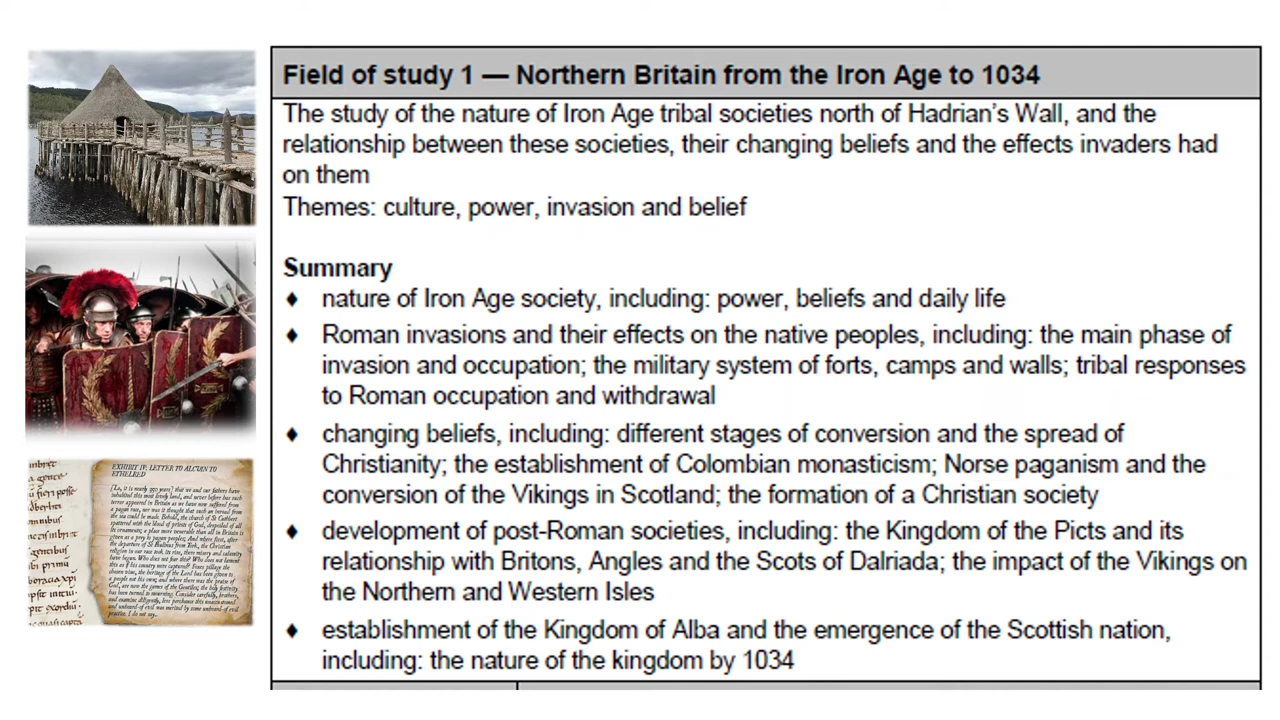 Field of study 1 — Northern Britain from the Iron Age to 1034
The study of the nature of Iron Age tribal societies north of Hadrian's Wall, and the
relationship between these societies, their changing beliefs and the effects invaders had
on them
Themes: culture, power, invasion and belief
Summary
♦ nature of Iron Age society, including: power, beliefs and daily life
♦ Roman invasions and their effects on the native peoples, including: the main phase of
invasion and occupation; the military system of forts, camps and walls; tribal responses
to Roman occupation and withdrawal
♦ changing beliefs, including: different stages of conversion and the spread of
Christianity; the establishment of Colombian monasticism; Norse paganism and the
conversion of the Vikings in Scotland; the formation of a Christian society
♦ development of post-Roman societies, including: the Kingdom of the Picts and its
relationship with Britons, Angles and the Scots of Dalriada; the impact of the Vikings on
the Northern and Western Isles
♦ establishment of the Kingdom of Alba and the emergence of the Scottish nation,
including: the nature of the kingdom by 1034
EXHIBIT IV: LETTER TO ALCUIN TO
ETHELRED